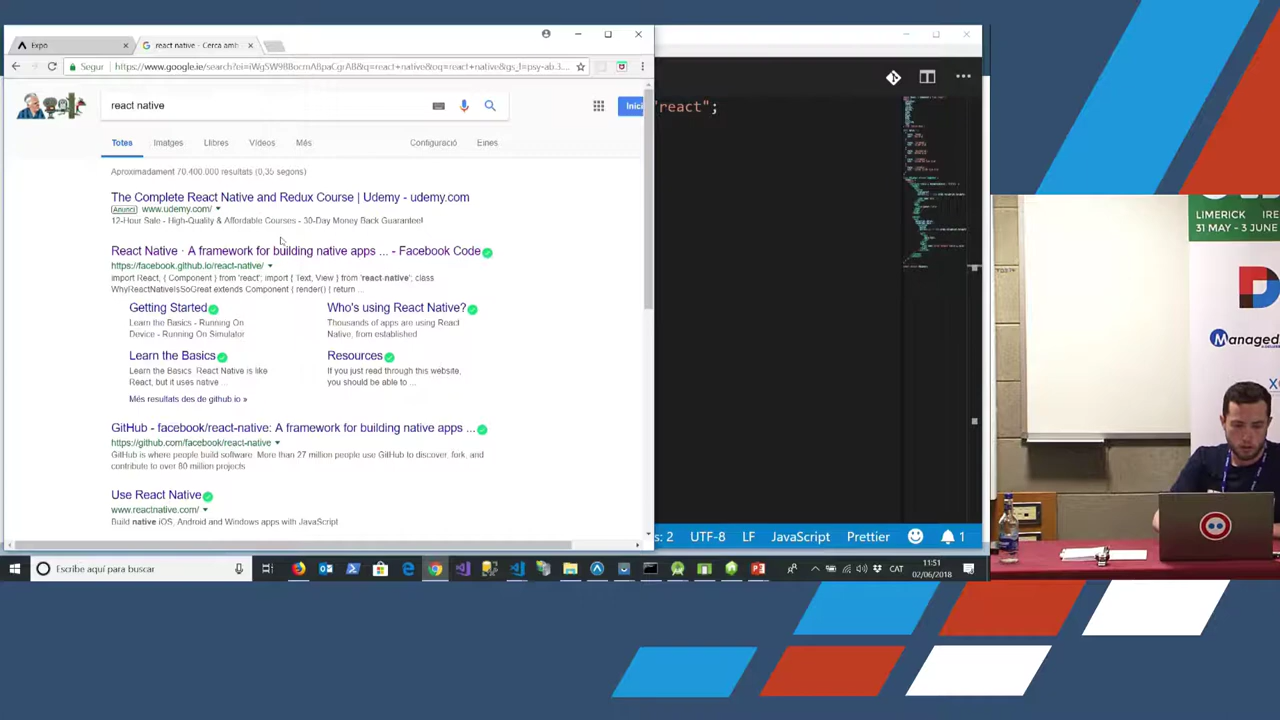 Expo
react native - Cerca amb
Segur
https://www.google.ie/search?ei=
react native
Inici
Totes Imatges Llibres Vídeos Més Configuració Eines
Aproximadament 70.400.000 resultats (0,35 segons)
The Complete React Native and Redux Course | Udemy - udemy.com
Anunci www.udemy.com/
12-Hour Sale - High-Quality & Affordable Courses - 30-Day Money Back Guarantee!
React Native · A framework for building native apps ... - Facebook Code
https://facebook.github.io/react-native/
import React, { Component } from 'react'; import { Text, View } from 'react-native'; class
WhyReactNativeIsSoGreat extends Component { render() { return ...
Getting Started
Learn the Basics - Running On
Device - Running On Simulator
Who's using React Native?
Thousands of apps are using React
Native, from established
Learn the Basics
Learn the Basics. React Native is like
React, but it uses native ...
Resources
If you just read through this website,
you should be able to ...
Més resultats des de github.io »
GitHub - facebook/react-native: A framework for building native apps ...
https://github.com/facebook/react-native
GitHub is where people build software. More than 27 million people use GitHub to discover, fork, and
contribute to over 80 million projects
Use React Native
www.reactnative.com/
Build native iOS, Android and Windows apps with JavaScript
"react";
s: 2 UTF-8 LF JavaScript Prettier 1
Escribe aquí para buscar
CAT
11:51
02/06/2018
LIMERICK IRE
31 MAY - 3 JUNE
D
Managed